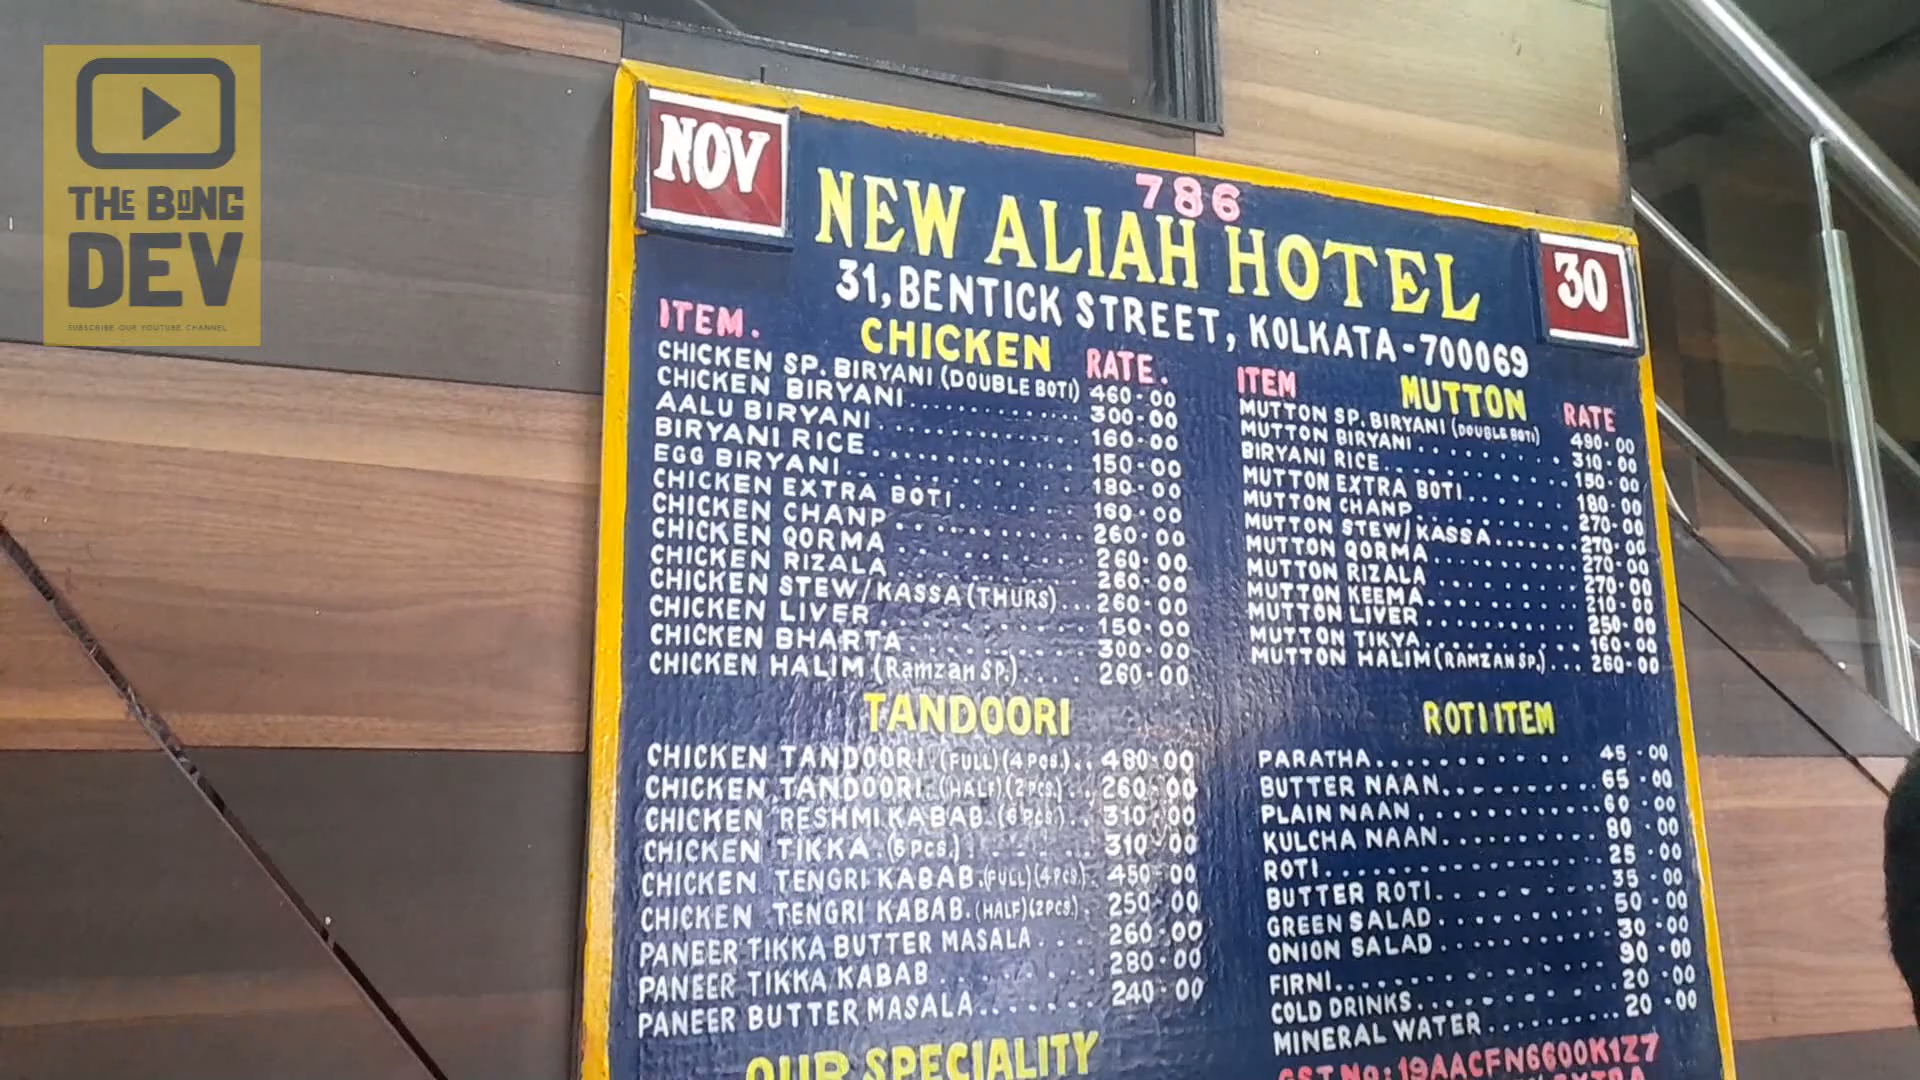 THE BONG
DEV
SUBSCRIBE OUR YOUTUBE CHANNEL
NOV
30
786
NEW ALIAH HOTEL
31, BENTICK STREET, KOLKATA-700069
ITEM. CHICKEN RATE.
CHICKEN SP. BIRYANI (DOUBLE BOTI) 460-00
CHICKEN BIRYANI............. 300-00
AALU BIRYANI............. 160-00
BIRYANI RICE............. 150-00
EGG BIRYANI............. 180-00
CHICKEN EXTRA BOTI........ 160-00
CHICKEN CHANP............. 260-00
CHICKEN QORMA............. 260-00
CHICKEN RIZALA............. 260-00
CHICKEN STEW/KASSA (THURS)... 260-00
CHICKEN LIVER............. 150-00
CHICKEN BHARTA............. 300-00
CHICKEN HALIM (Ramzan SP.).... 260-00
ITEM MUTTON RATE
MUTTON SP. BIRYANI (DOUBLE BOTI) 490-00
MUTTON BIRYANI......... 310-00
BIRYANI RICE......... 150-00
MUTTON EXTRA BOTI....... 180-00
MUTTON CHANP......... 270-00
MUTTON STEW/KASSA....... 270-00
MUTTON QORMA......... 270-00
MUTTON RIZALA......... 270-00
MUTTON KEEMA......... 210-00
MUTTON LIVER......... 250-00
MUTTON TIKYA......... 160-00
MUTTON HALIM (RAMZAN SP.)... 260-00
TANDOORI
CHICKEN TANDOORI (FULL) (4 Pcs.).. 480-00
CHICKEN TANDOORI (HALF) (2 Pcs.).. 260-00
CHICKEN RESHMI KABAB (6 Pcs.).. 310-00
CHICKEN TIKKA (6 Pcs.)....... 310-00
CHICKEN TENGRI KABAB (FULL) (4 Pcs.). 450-00
CHICKEN TENGRI KABAB (HALF) (2 Pcs.). 250-00
PANEER TIKKA BUTTER MASALA... 260-00
PANEER TIKKA KABAB....... 280-00
PANEER BUTTER MASALA...... 240-00
ROTI ITEM
PARATHA.......... 45-00
BUTTER NAAN......... 65-00
PLAIN NAAN.......... 60-00
KULCHA NAAN......... 80-00
ROTI............. 25-00
BUTTER ROTI......... 35-00
GREEN SALAD......... 50-00
ONION SALAD......... 30-00
FIRNI............. 90-00
COLD DRINKS.......... 20-00
MINERAL WATER......... 20-00
OUR SPECIALITY
GST No: 19AACFN6600K1Z7
EXTRA